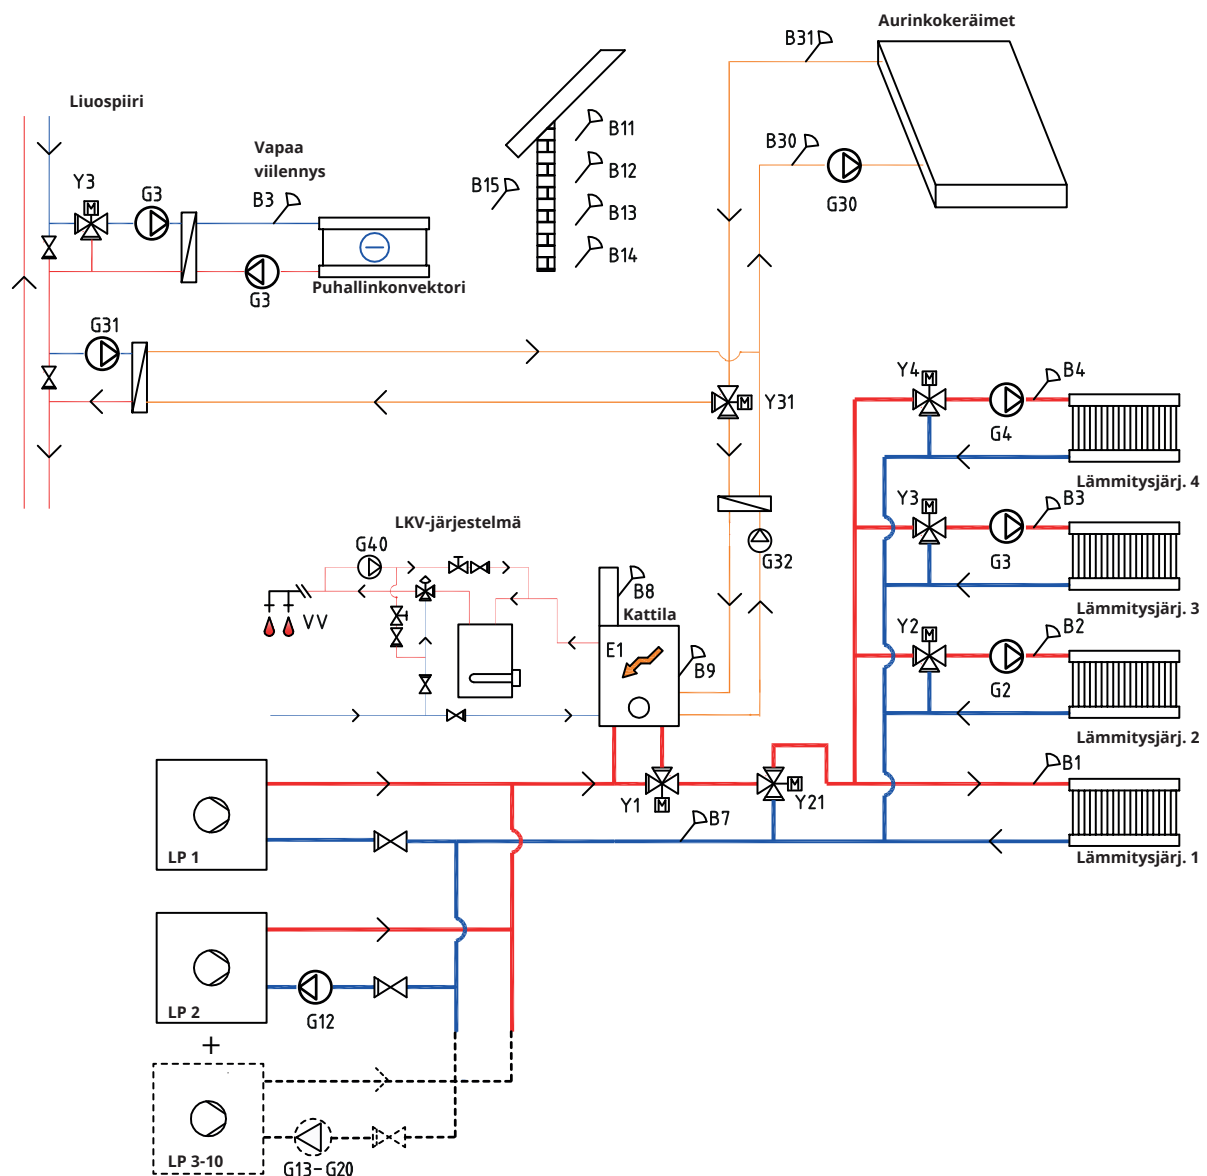 Aurinkokeräimet
B31
Liuospiiri
B11
Vapaa
viilennys
B30
B12
Y3
G3
B3
B15
G30
B13
B14
G3
Puhallinkonvektori
G31
Y4
B4
M
Y31
M
M
G4
Lämmitysjärj. 4
Y3
B3
M
LKV-järjestelmä
G40
G32
G3
B8
Kattila
Lämmitysjärj. 3
VV
Y2
B2
M
E1
B9
G2
Lämmitysjärj. 2
B1
M
Y1
M
Y21
B7
LP 1
Lämmitysjärj. 1
LP 2
G12
+
LP 3-10
G13-G20